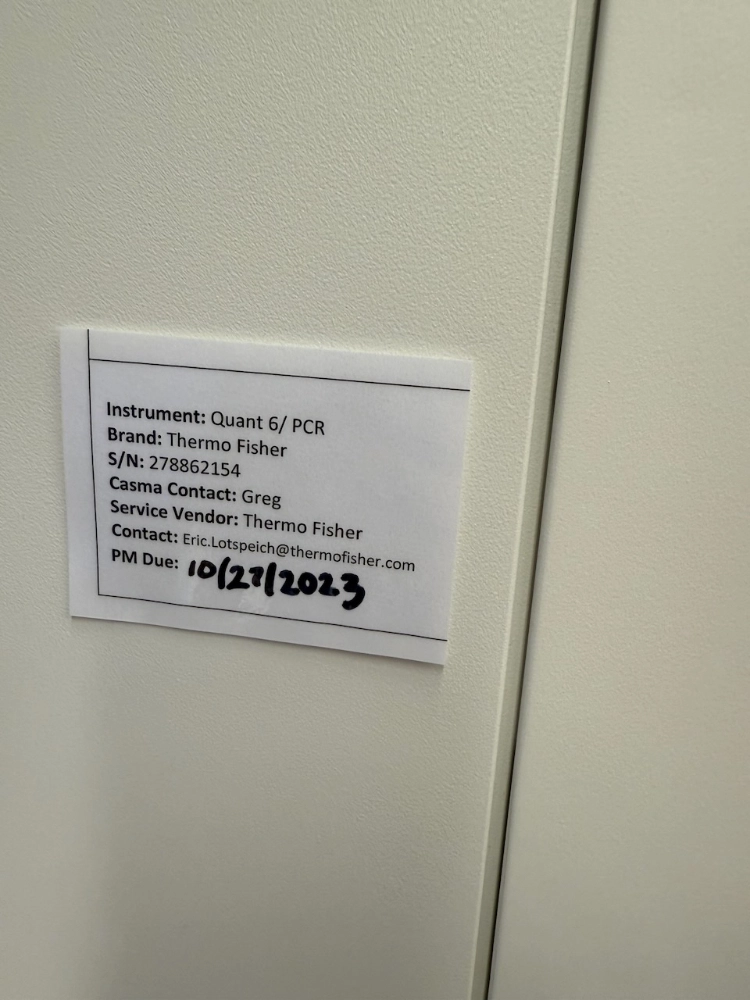 Instrument: Quant 6/ PCR
Brand: Thermo Fisher
S/N: 278862154
Casma Contact: Greg
Service Vendor: Thermo Fisher
Contact: Eric.Lotspeich@thermofisher.com
PM Due: 10/27/2023